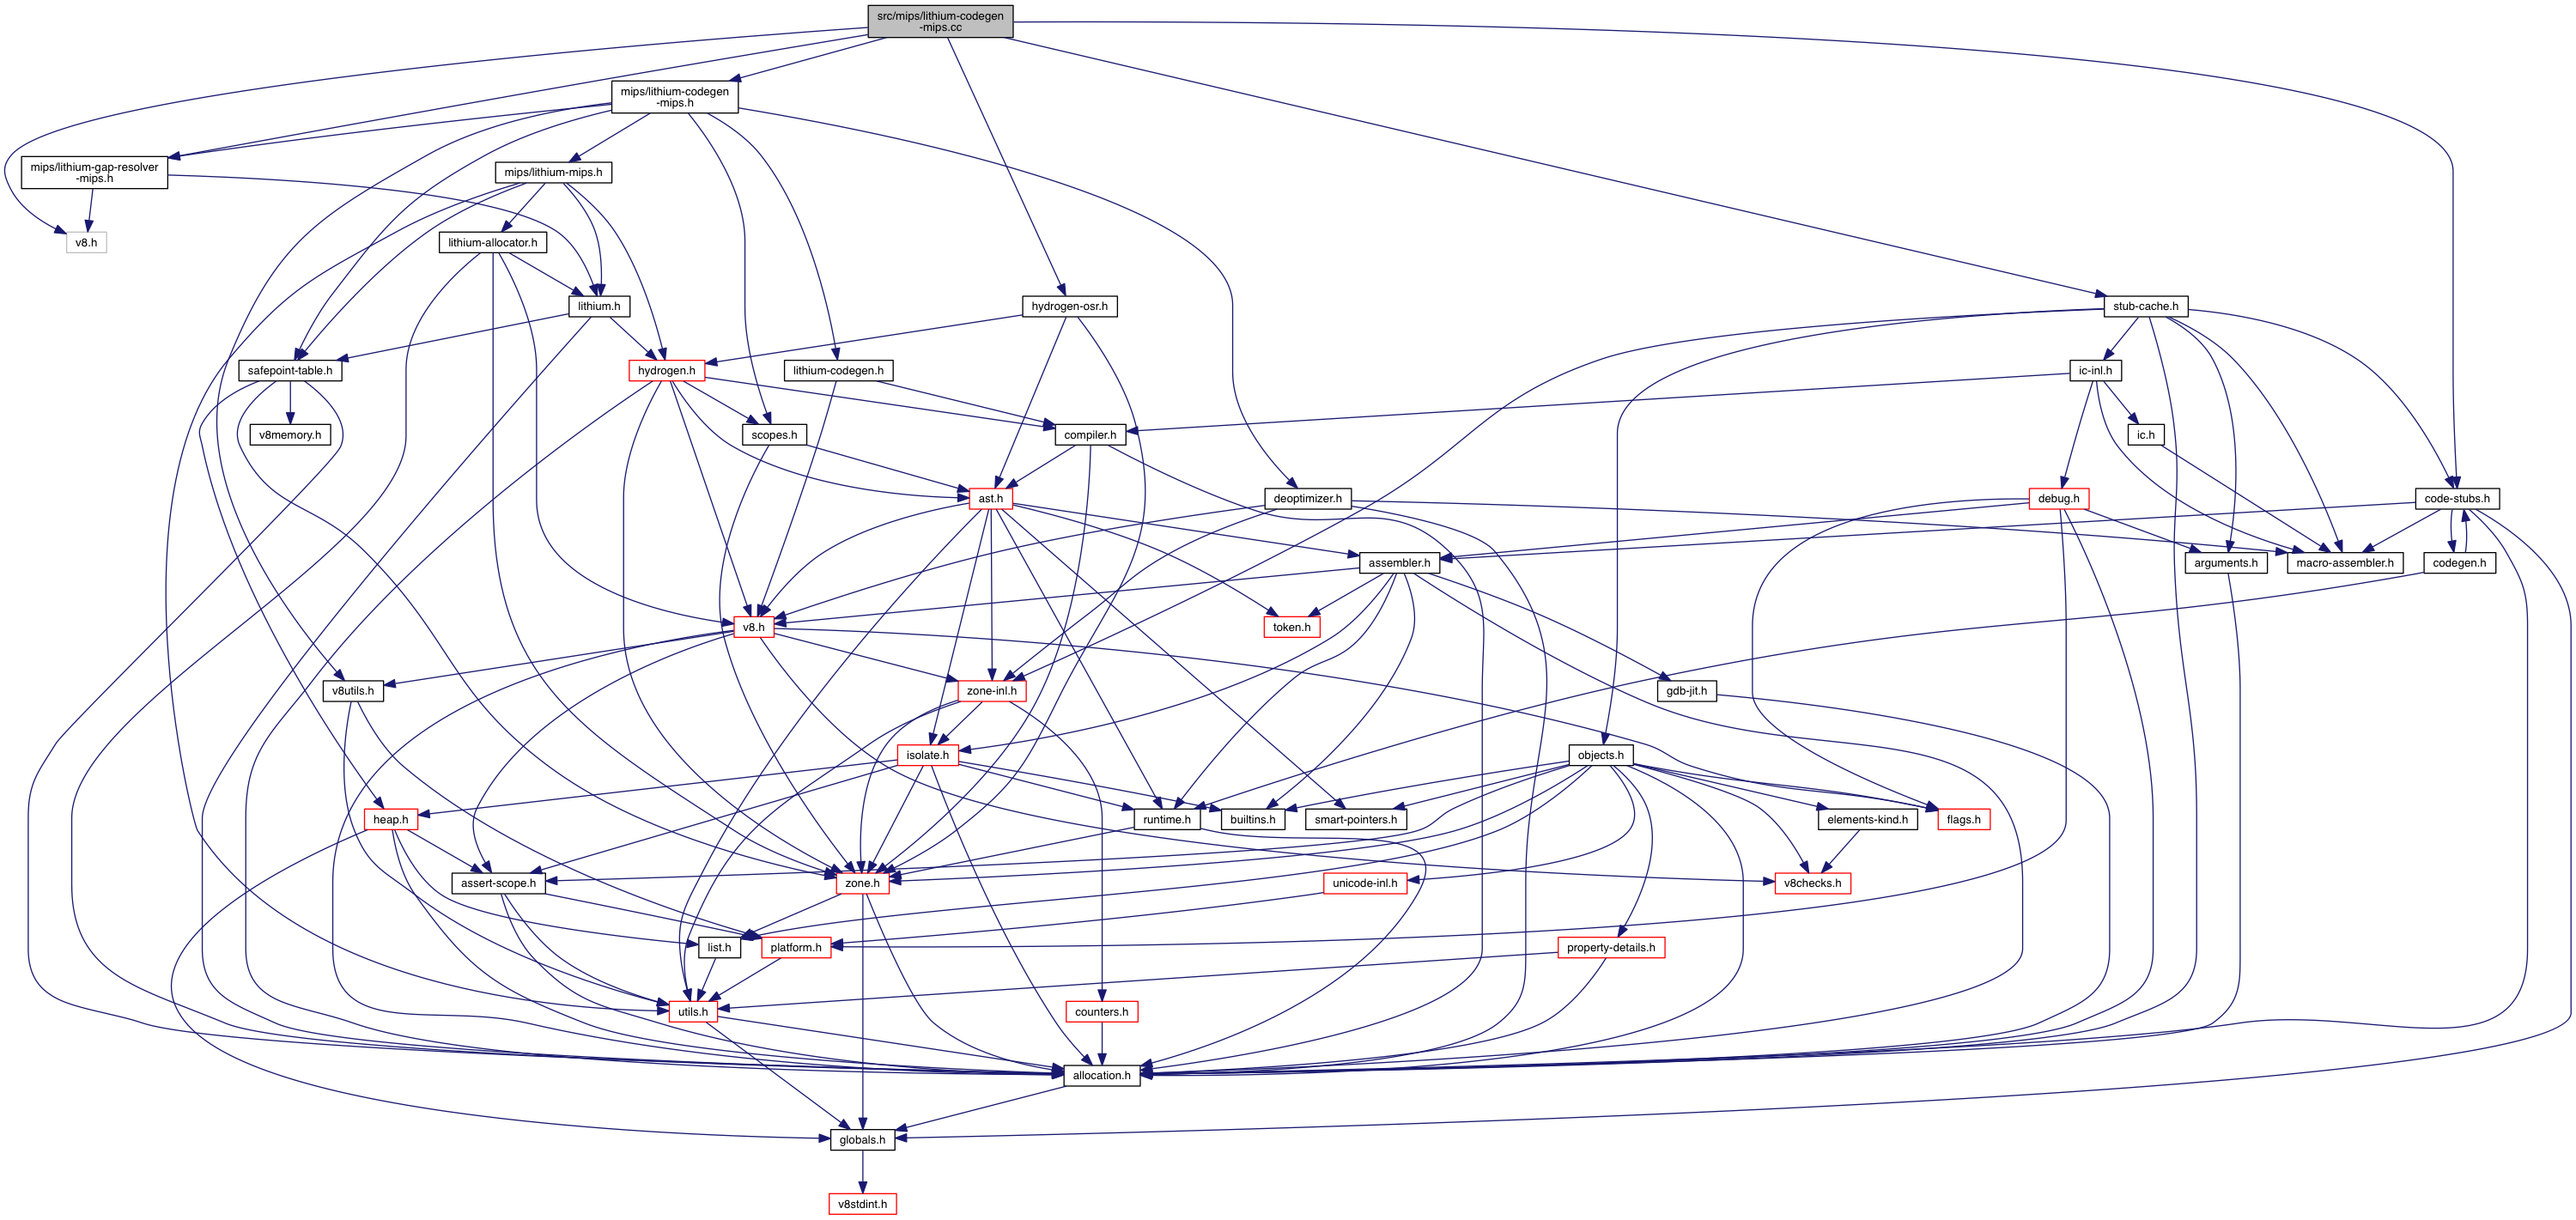 src/mips/lithium-codegen
-mips.cc
mips/lithium-codegen
-mips.h
mips/lithium-gap-resolver
-mips.h
mips/lithium-mips.h
v8.h
lithium-allocator.h
lithium.h
hydrogen-osr.h
stub-cache.h
safepoint-table.h
hydrogen.h
lithium-codegen.h
ic-inl.h
v8memory.h
scopes.h
compiler.h
ic.h
ast.h
deoptimizer.h
debug.h
code-stubs.h
assembler.h
arguments.h
macro-assembler.h
codegen.h
v8.h
token.h
v8utils.h
zone-inl.h
gdb-jit.h
isolate.h
objects.h
heap.h
runtime.h
builtins.h
smart-pointers.h
elements-kind.h
flags.h
assert-scope.h
zone.h
unicode-inl.h
v8checks.h
list.h
platform.h
property-details.h
utils.h
counters.h
allocation.h
globals.h
v8stdint.h